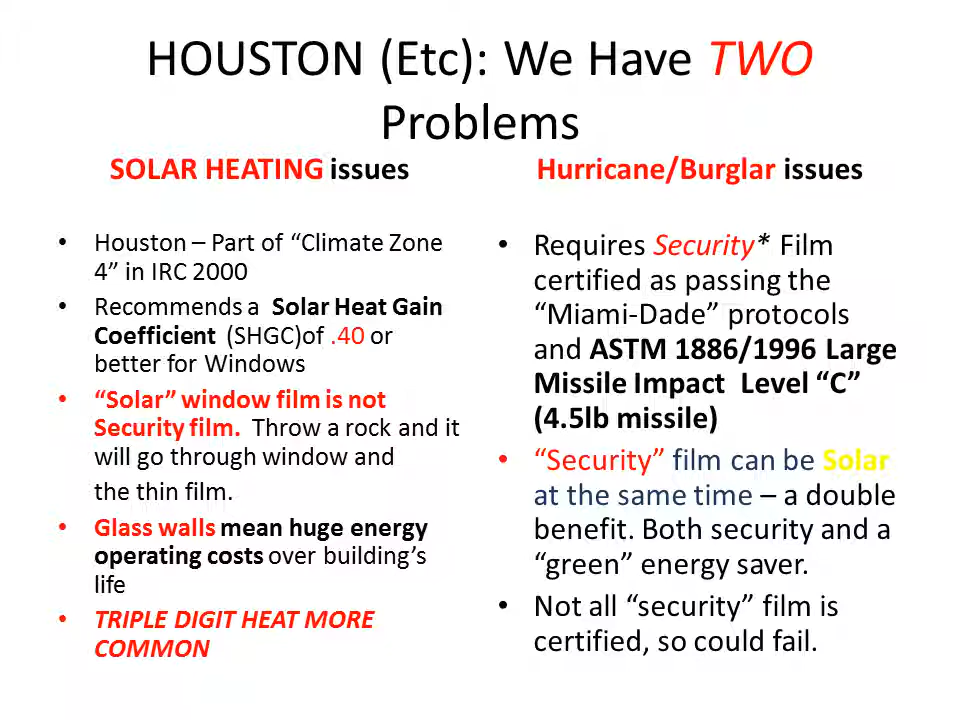 HOUSTON (Etc): We Have TWO
Problems
SOLAR HEATING issues
• Houston – Part of “Climate Zone
4” in IRC 2000
• Recommends a Solar Heat Gain
Coefficient (SHGC)of .40 or
better for Windows
• “Solar” window film is not
Security film. Throw a rock and it
will go through window and
the thin film.
• Glass walls mean huge energy
operating costs over building’s
life
• TRIPLE DIGIT HEAT MORE
COMMON
Hurricane/Burglar issues
• Requires Security* Film
certified as passing the
“Miami-Dade” protocols
and ASTM 1886/1996 Large
Missile Impact Level “C”
(4.5lb missile)
• “Security” film can be Solar
at the same time – a double
benefit. Both security and a
“green” energy saver.
• Not all “security” film is
certified, so could fail.